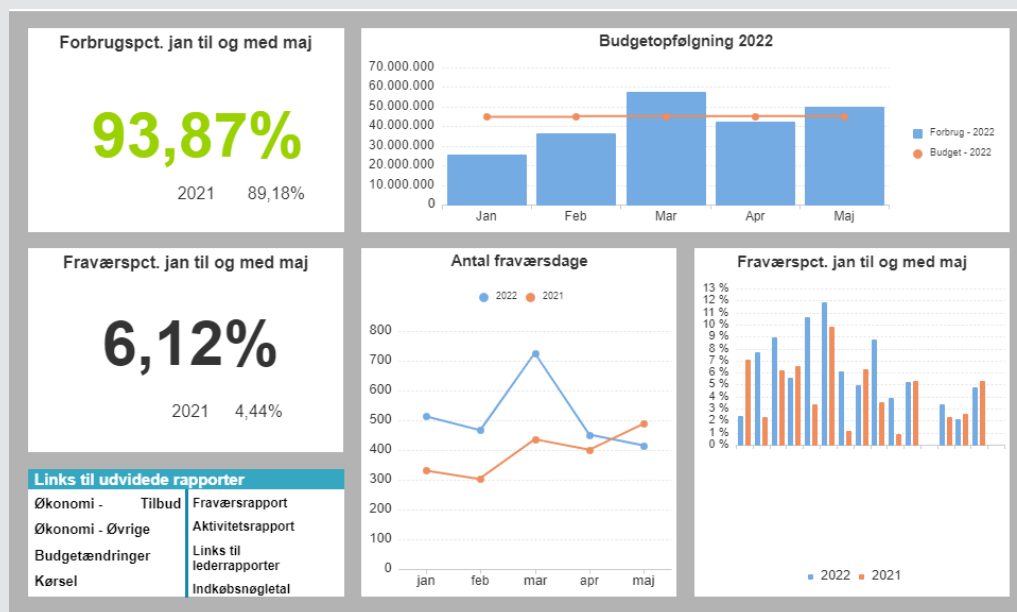 Forbrugspct. jan til og med maj
93,87%
2021 89,18%
Budgetopfølgning 2022
70.000.000
60.000.000
50.000.000
40.000.000
30.000.000
20.000.000
10.000.000
0
Jan Feb Mar Apr Maj
Forbrug - 2022
Budget - 2022
Fraværspct. jan til og med maj
6,12%
2021 4,44%
Links til udvidede rapporter
Økonomi - Tilbud
Økonomi - Øvrige
Budgetændringer
Kørsel
Fraværsrapport
Aktivitetsrapport
Links til
lederrapporter
Indkøbsnøgletal
Antal fraværsdage
2022 2021
800
700
600
500
400
300
200
100
0
jan feb mar apr maj
Fraværspct. jan til og med maj
13 %
12 %
11 %
10 %
9 %
8 %
7 %
6 %
5 %
4 %
3 %
2 %
1 %
0 %
2022 2021